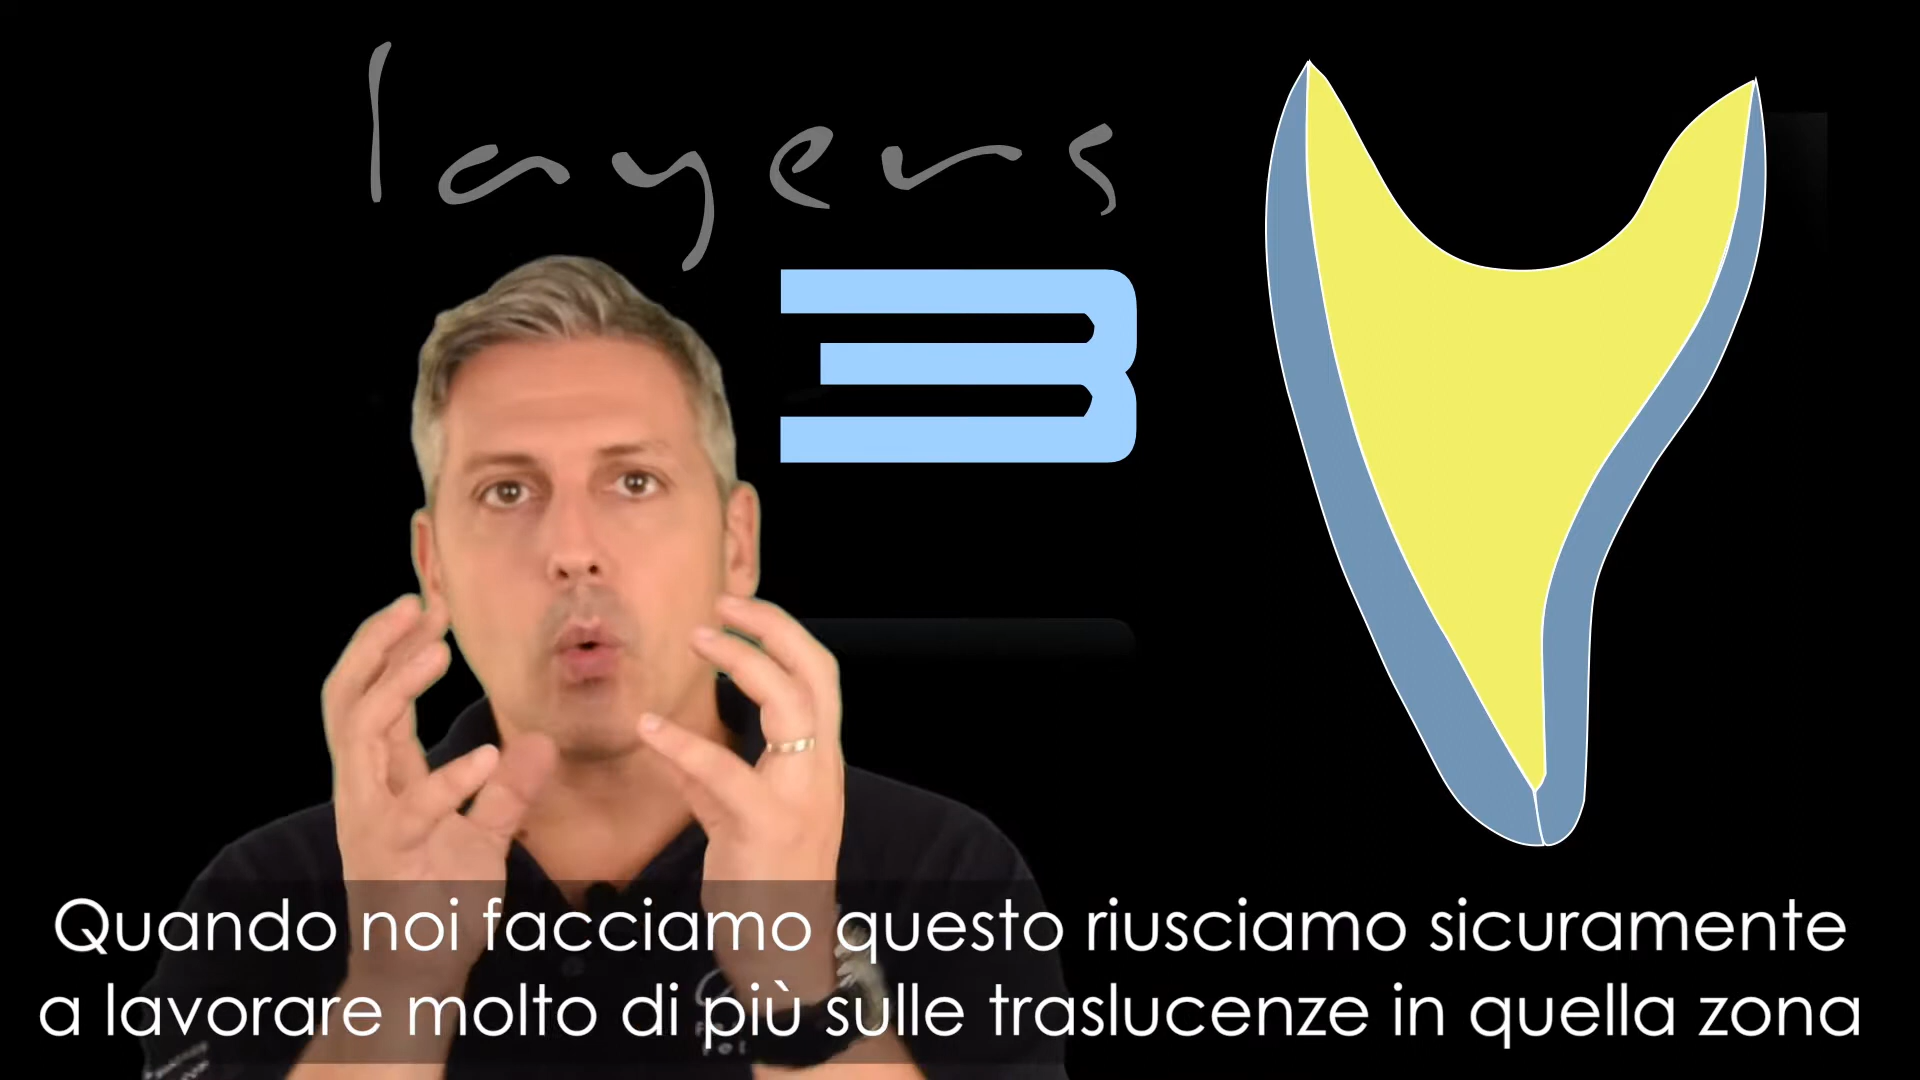 layers
3
Quando noi facciamo questo riusciamo sicuramente
a lavorare molto di più sulle traslucenze in quella zona